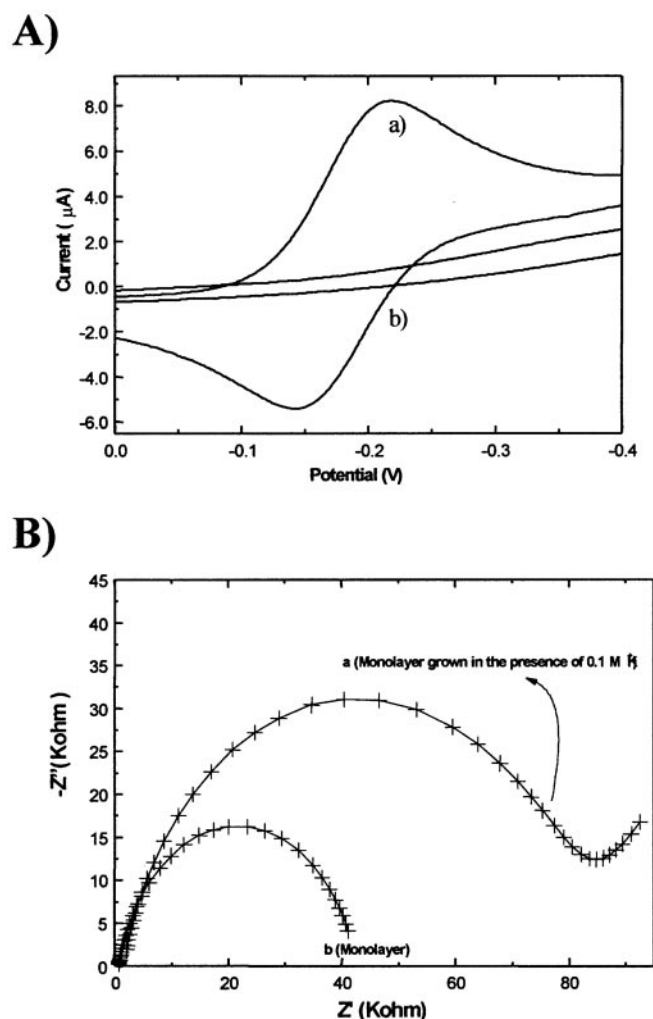 A)
8.0
6.0
4.0
2.0
0.0
-2.0
-4.0
-6.0
Current ( μA)
a)
b)
0.0
-0.1
-0.2
-0.3
-0.4
Potential (V)
B)
45
40
35
30
25
20
15
10
5
0
-Z"(Kohm)
a (Monolayer grown in the presence of 0.1 M
b (Monolayer)
0
20
40
60
80
Z' (Kohm)